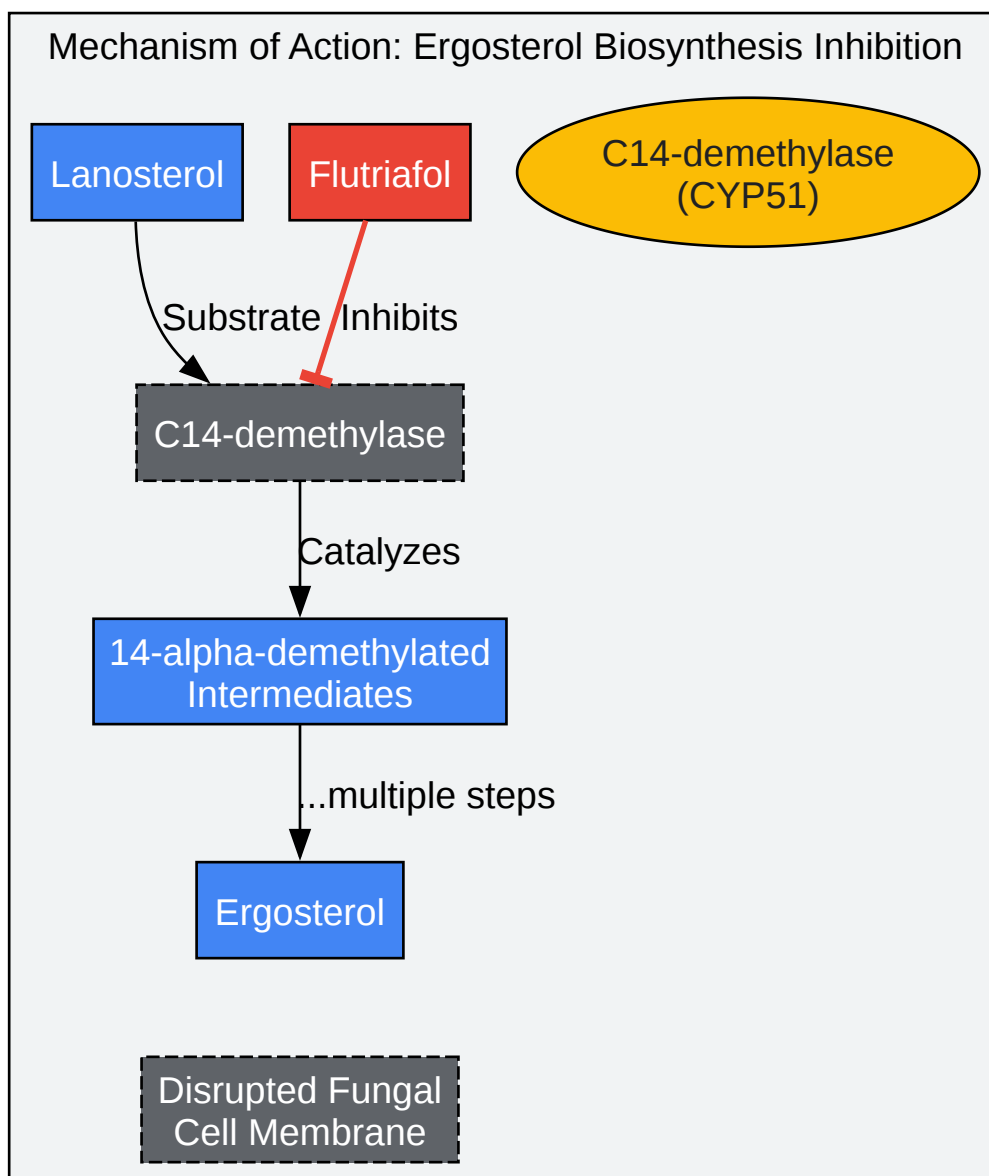 Mechanism of Action: Ergosterol Biosynthesis Inhibition
Lanosterol
Flutriafol
C14-demethylase
(CYP51)
Substrate
Inhibits
C14-demethylase
Catalyzes
14-alpha-demethylated
Intermediates
...multiple steps
Ergosterol
Disrupted Fungal
Cell Membrane